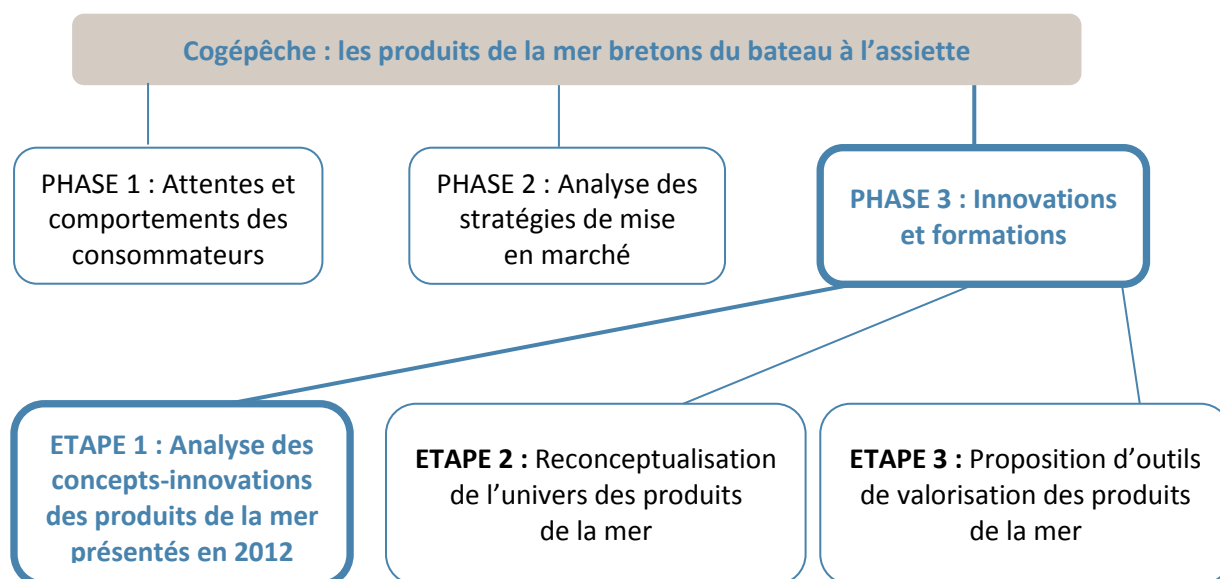 Cogépêche : les produits de la mer bretons du bateau à l’assiette
PHASE 1 : Attentes et
comportements des
consommateurs
PHASE 2 : Analyse des
stratégies de mise
en marché
PHASE 3 : Innovations
et formations
ETAPE 1 : Analyse des
concepts-innovations
des produits de la mer
présentés en 2012
ETAPE 2 : Reconceptualisation
de l’univers des produits
de la mer
ETAPE 3 : Proposition d’outils
de valorisation des produits
de la mer